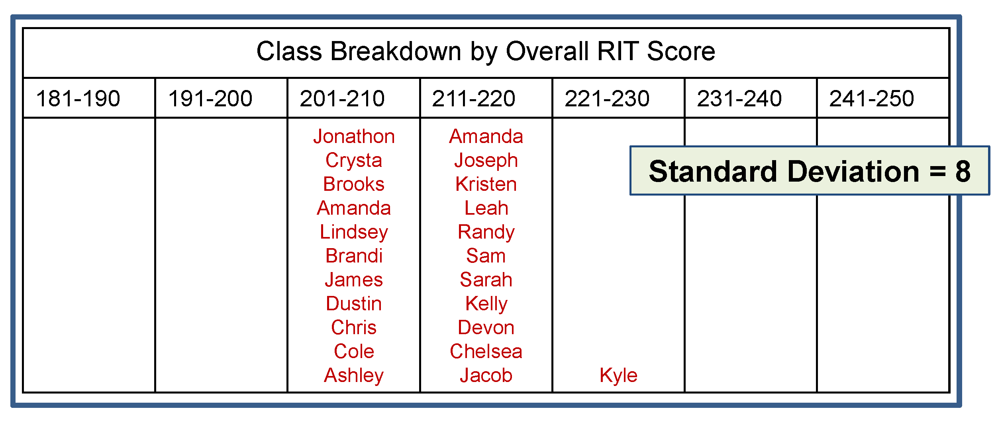 Class Breakdown by Overall RIT Score
181-190 191-200 201-210 211-220 221-230 231-240 241-250
Jonathon Amanda
Crysta Joseph
Standard Deviation = 8
Brooks Kristen
Amanda Leah
Lindsey Randy
Brandi Sam
James Sarah
Dustin Kelly
Chris Devon
Cole Chelsea
Ashley Jacob Kyle